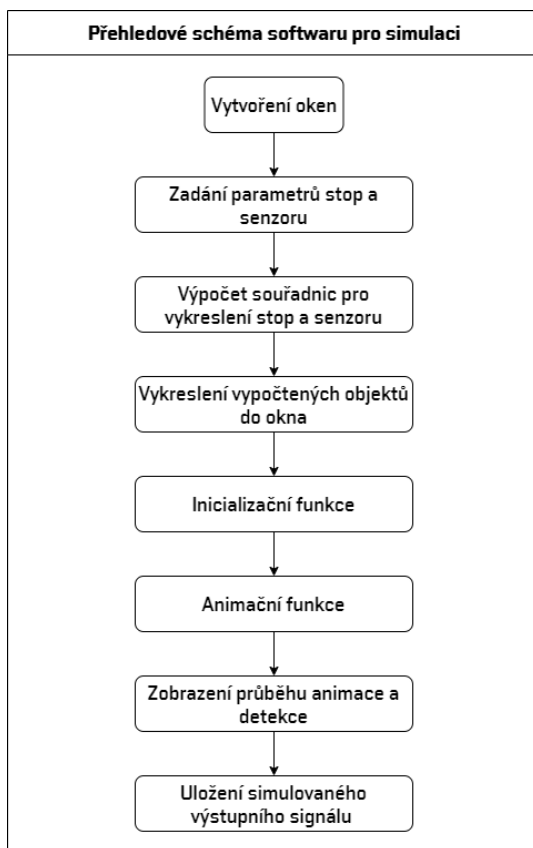 Přehledové schéma softwaru pro simulaci
Vytvoření oken
Zadání parametrů stop a
senzoru
Výpočet souřadnic pro
vykreslení stop a senzoru
Vykreslení vypočtených objektů
do okna
Inicializační funkce
Animační funkce
Zobrazení průběhu animace a
detekce
Uložení simulovaného
výstupního signálu